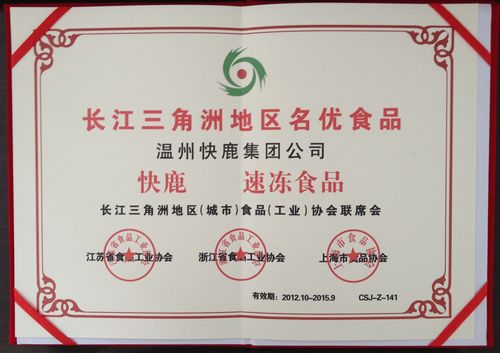 长江三角洲地区名优食品
温州快鹿集团公司
快鹿 速冻食品
长江三角洲地区(城市)食品(工业)协会联席会
江苏省食品工业协会 浙江省食品工业协会 上海市食品协会
有效期: 2012.10-2015.9 CSJ-Z-141